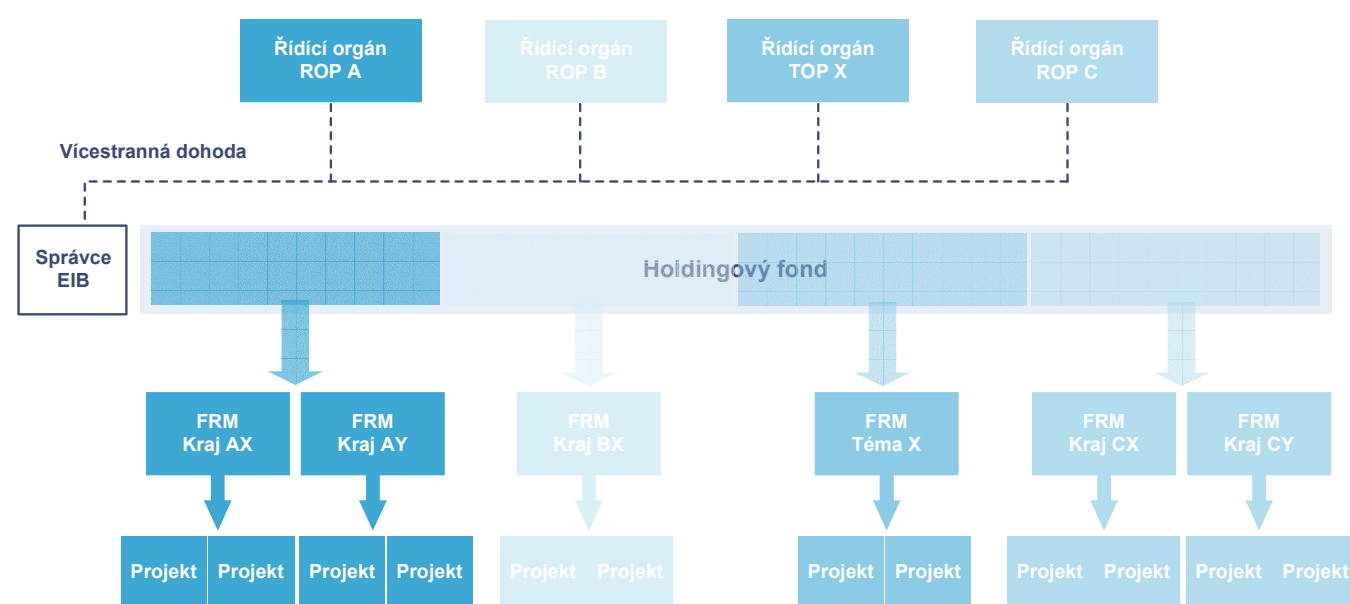 Řídící orgán
ROP A
Řídící orgán
ROP B
Řídící orgán
TOP X
Řídící orgán
ROP C
Vícestranná dohoda
Správce
EIB
Holdingový fond
FRM
Kraj AX
FRM
Kraj AY
FRM
Kraj BX
FRM
Téma X
FRM
Kraj CX
FRM
Kraj CY
Projekt
Projekt
Projekt
Projekt
Projekt
Projekt
Projekt
Projekt
Projekt
Projekt
Projekt
Projekt